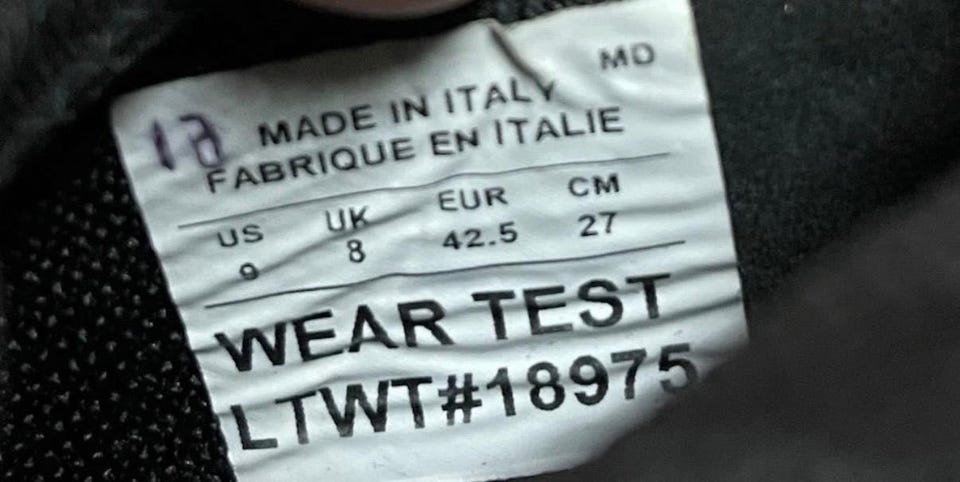 MD
MADE IN ITALY
FABRIQUE EN ITALIE
US UK EUR CM
9 8 42.5 27
WEAR TEST
LTWT#18975